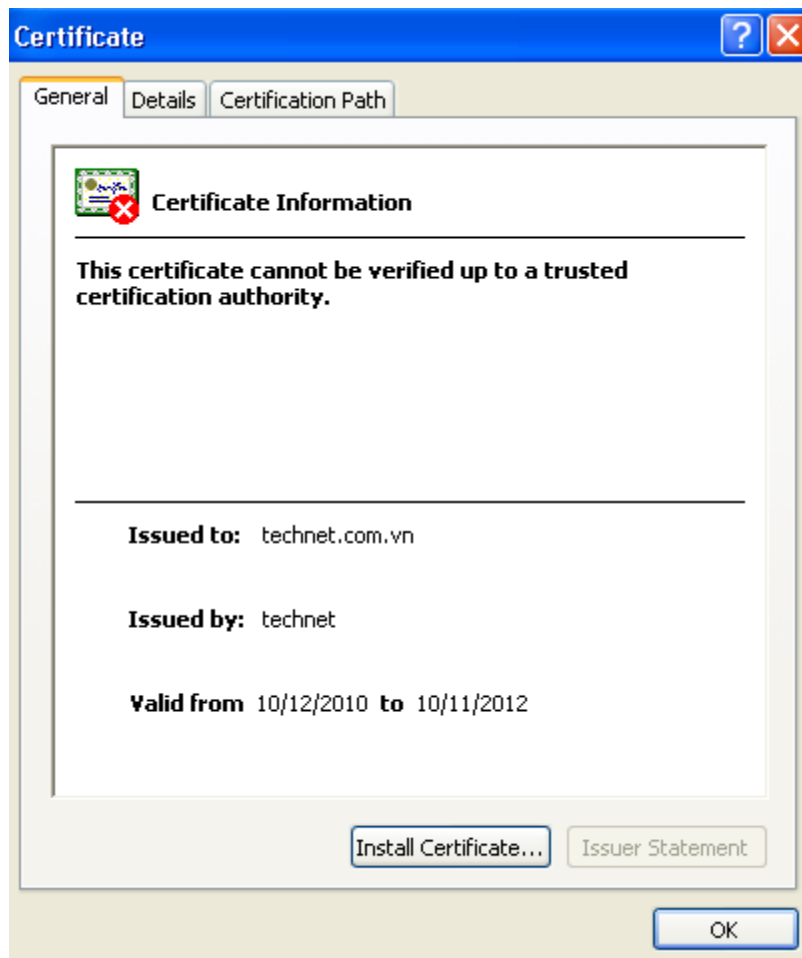 Certificate
General Details Certification Path
Certificate Information
This certificate cannot be verified up to a trusted
certification authority.
Issued to: technet.com.vn
Issued by: technet
Valid from 10/12/2010 to 10/11/2012
Install Certificate... Issuer Statement
OK